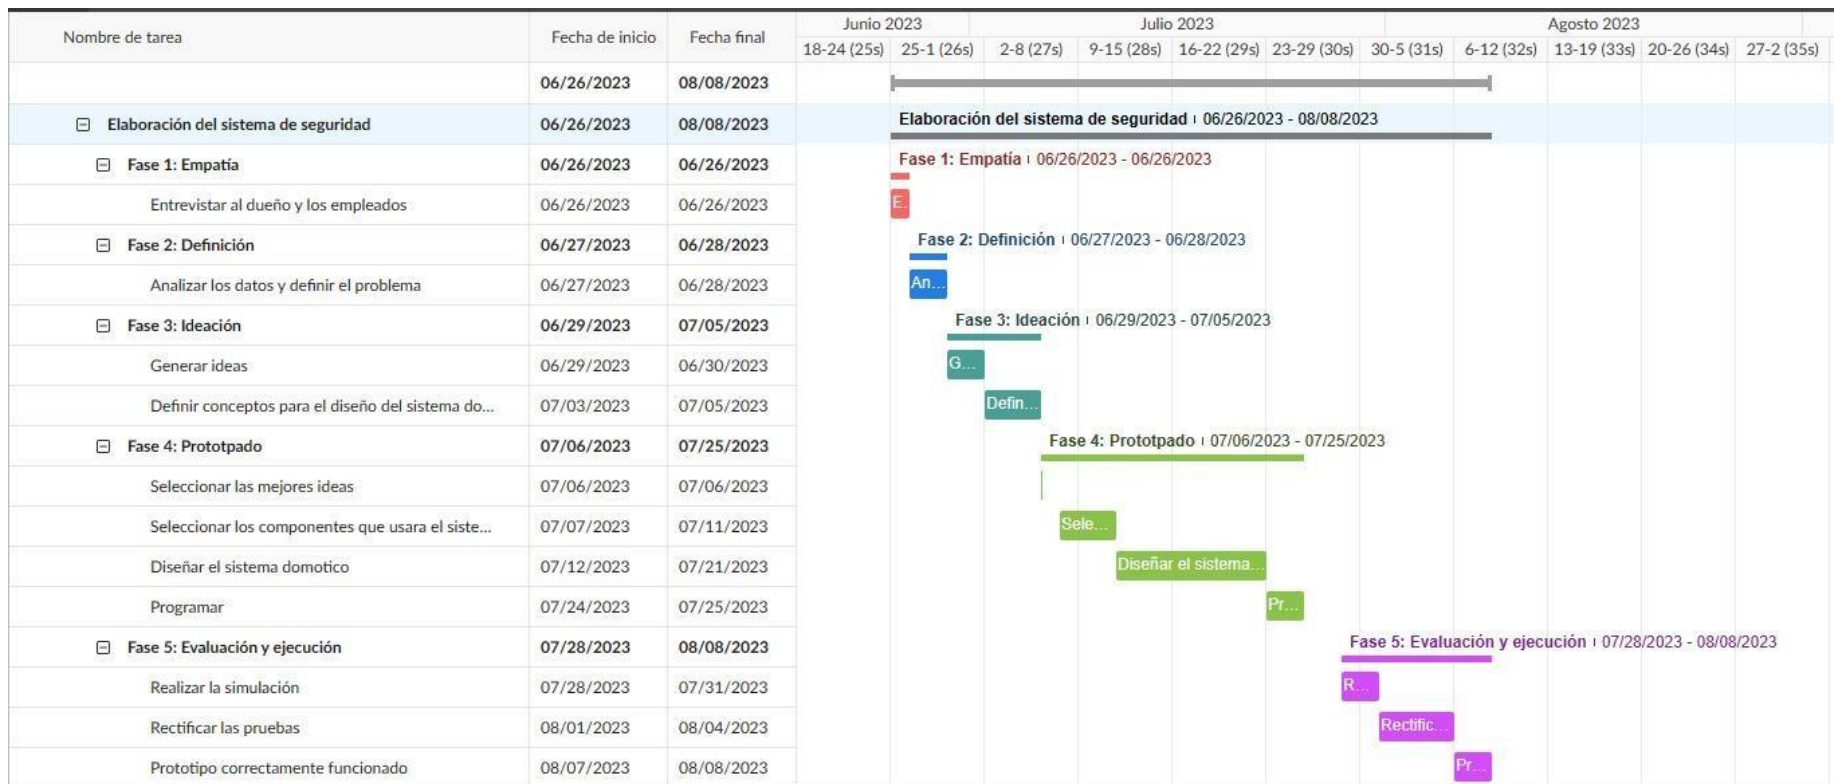 Nombre de tarea Fecha de inicio Fecha final Junio 2023 Julio 2023 Agosto 2023
18-24 (25s) 25-1 (26s) 2-8 (27s) 9-15 (28s) 16-22 (29s) 23-29 (30s) 30-5 (31s) 6-12 (32s) 13-19 (33s) 20-26 (34s) 27-2 (35s)
06/26/2023 08/08/2023
Elaboración del sistema de seguridad 06/26/2023 08/08/2023 Elaboración del sistema de seguridad 06/26/2023 - 08/08/2023
Fase 1: Empatía 06/26/2023 06/26/2023 Fase 1: Empatía 06/26/2023 - 06/26/2023
Entrevistar al dueño y los empleados 06/26/2023 06/26/2023 E.
Fase 2: Definición 06/27/2023 06/28/2023 Fase 2: Definición 06/27/2023 - 06/28/2023
Analizar los datos y definir el problema 06/27/2023 06/28/2023 An...
Fase 3: Ideación 06/29/2023 07/05/2023 Fase 3: Ideación 06/29/2023 - 07/05/2023
Generar ideas 06/29/2023 06/30/2023 G...
Definir conceptos para el diseño del sistema do... 07/03/2023 07/05/2023 Defin...
Fase 4: Prototpado 07/06/2023 07/25/2023 Fase 4: Prototpado 07/06/2023 - 07/25/2023
Seleccionar las mejores ideas 07/06/2023 07/06/2023
Seleccionar los componentes que usara el siste... 07/07/2023 07/11/2023 Sele...
Diseñar el sistema domotico 07/12/2023 07/21/2023 Diseñar el sistema...
Programar 07/24/2023 07/25/2023 Pr...
Fase 5: Evaluación y ejecución 07/28/2023 08/08/2023 Fase 5: Evaluación y ejecución 07/28/2023 - 08/08/2023
Realizar la simulación 07/28/2023 07/31/2023 R...
Rectificar las pruebas 08/01/2023 08/04/2023 Rectific...
Prototipo correctamente funcionado 08/07/2023 08/08/2023 Pr...